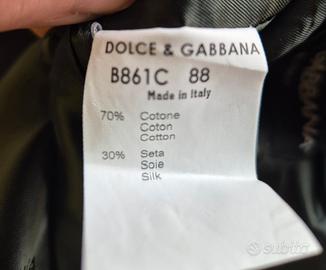 DOLCE & GABBANA
B861C 88
Made in Italy
70% Cotone
Coton
Cotton
30% Seta
Soie
Silk
subito